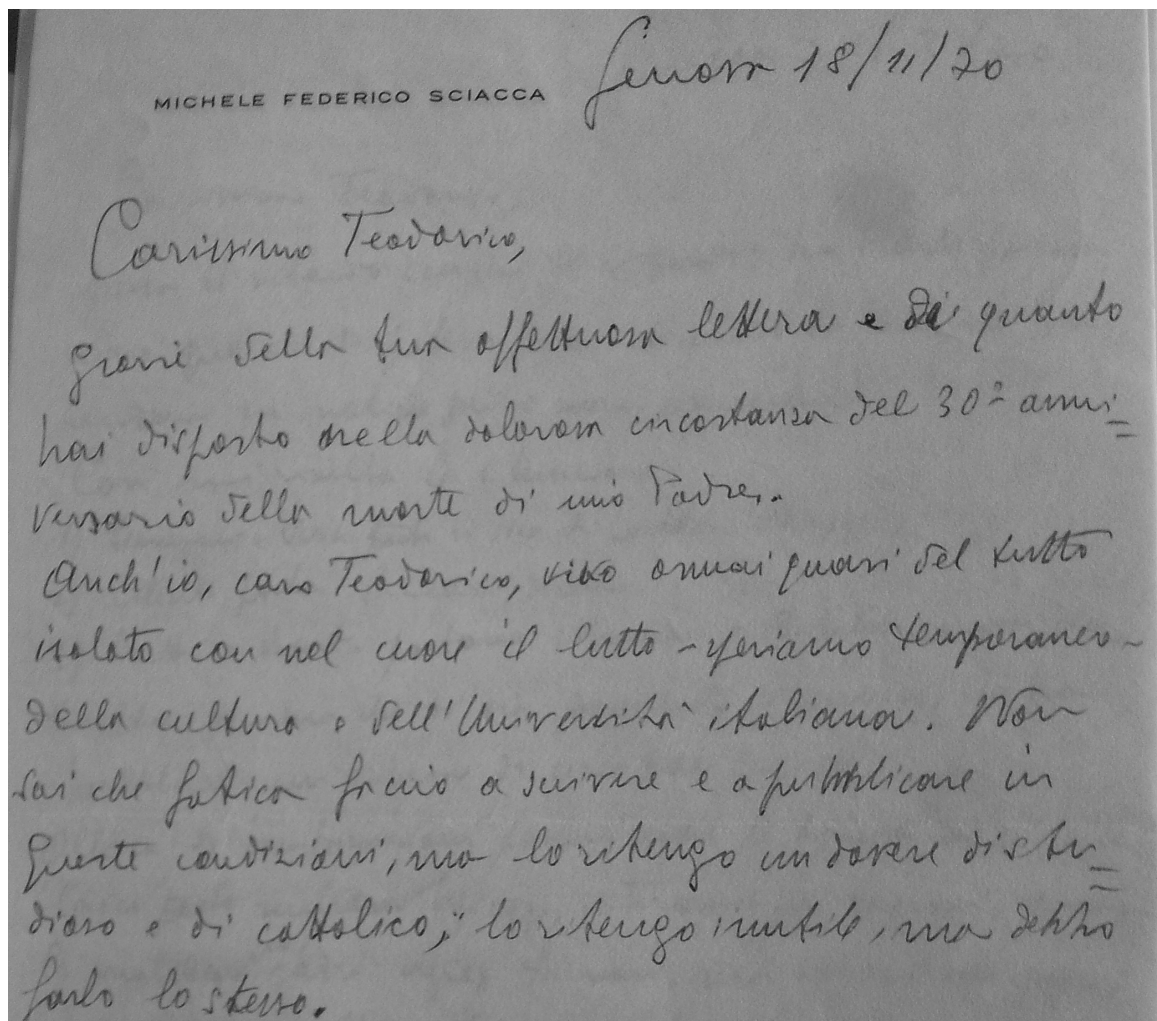 MICHELE FEDERICO SCIACCA
Genova 18/11/70
Carissimo Teodorico,
grazie della tua affettuosa lettera e di quanto
hai disposto nella dolorosa circostanza del 30º anni=
versario della morte di mio Padre.
Anch'io, caro Teodorico, vivo ormai quasi del tutto
isolato con nel cuore il lutto - speriamo temporaneo -
della cultura e dell'Università italiana. Non
sai che fatica faccio a scrivere e a pubblicare in
queste condizioni, ma lo ritengo un dovere di stu=
dioso e di cattolico; lo ritengo inutile, ma debbo
farlo lo stesso.